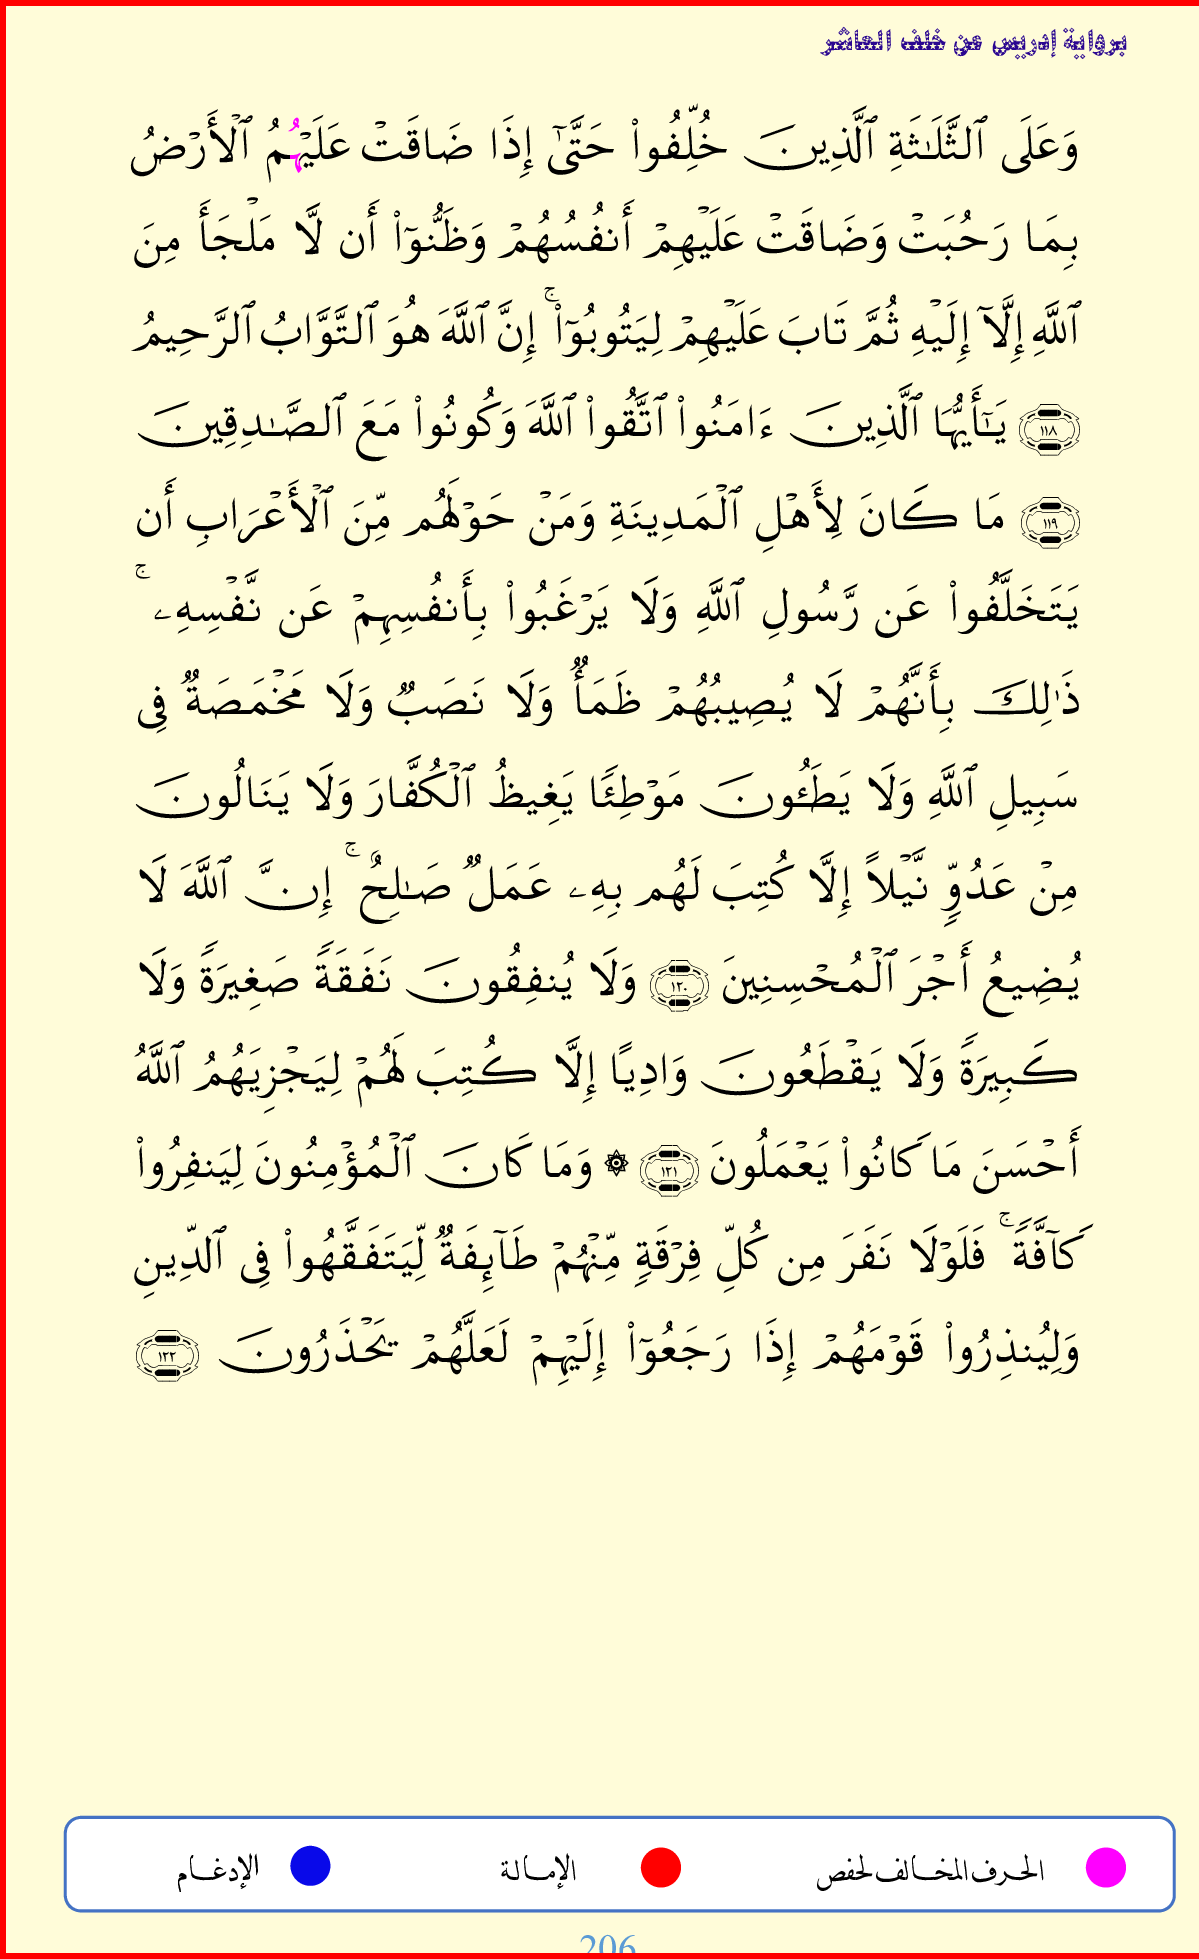 برواية إدريس عن خلف العاشر
وَعَلَى ٱلثَّلَٰثَةِ ٱلَّذِينَ خُلِّفُوا۟ حَتَّىٰٓ إِذَا ضَاقَتْ عَلَيْهُمُ ٱلْأَرْضُ
بِمَا رَحُبَتْ وَضَاقَتْ عَلَيْهِمْ أَنفُسُهُمْ وَظَنُّوٓا۟ أَن لَّا مَلْجَأَ مِنَ
ٱللَّهِ إِلَّآ إِلَيْهِ ثُمَّ تَابَ عَلَيْهِمْ لِيَتُوبُوٓا۟ ۚ إِنَّ ٱللَّهَ هُوَ ٱلتَّوَّابُ ٱلرَّحِيمُ
١١٨ يَٰٓأَيُّهَا ٱلَّذِينَ ءَامَنُوا۟ ٱتَّقُوا۟ ٱللَّهَ وَكُونُوا۟ مَعَ ٱلصَّٰدِقِينَ
١١٩ مَا كَانَ لِأَهْلِ ٱلْمَدِينَةِ وَمَنْ حَوْلَهُم مِّنَ ٱلْأَعْرَابِ أَن
يَتَخَلَّفُوا۟ عَن رَّسُولِ ٱللَّهِ وَلَا يَرْغَبُوا۟ بِأَنفُسِهِمْ عَن نَّفْسِهِۦ ۚ
ذَٰلِكَ بِأَنَّهُمْ لَا يُصِيبُهُمْ ظَمَأٌ وَلَا نَصَبٌ وَلَا مَخْمَصَةٌ فِى
سَبِيلِ ٱللَّهِ وَلَا يَطَـُٔونَ مَوْطِئًا يَغِيظُ ٱلْكُفَّارَ وَلَا يَنَالُونَ
مِنْ عَدُوٍّ نَّيْلًا إِلَّا كُتِبَ لَهُم بِهِۦ عَمَلٌ صَٰلِحٌ ۚ إِنَّ ٱللَّهَ لَا
يُضِيعُ أَجْرَ ٱلْمُحْسِنِينَ ١٢٠ وَلَا يُنفِقُونَ نَفَقَةً صَغِيرَةً وَلَا
كَبِيرَةً وَلَا يَقْطَعُونَ وَادِيًا إِلَّا كُتِبَ لَهُمْ لِيَجْزِيَهُمُ ٱللَّهُ
أَحْسَنَ مَا كَانُوا۟ يَعْمَلُونَ ١٢١ ۞ وَمَا كَانَ ٱلْمُؤْمِنُونَ لِيَنفِرُوا۟
كَآفَّةً ۚ فَلَوْلَا نَفَرَ مِن كُلِّ فِرْقَةٍ مِّنْهُمْ طَآئِفَةٌ لِّيَتَفَقَّهُوا۟ فِى ٱلدِّينِ
وَلِيُنذِرُوا۟ قَوْمَهُمْ إِذَا رَجَعُوٓا۟ إِلَيْهِمْ لَعَلَّهُمْ يَحْذَرُونَ ١٢٢
الحرف المخالف لحفص الإمالة الإدغام
206